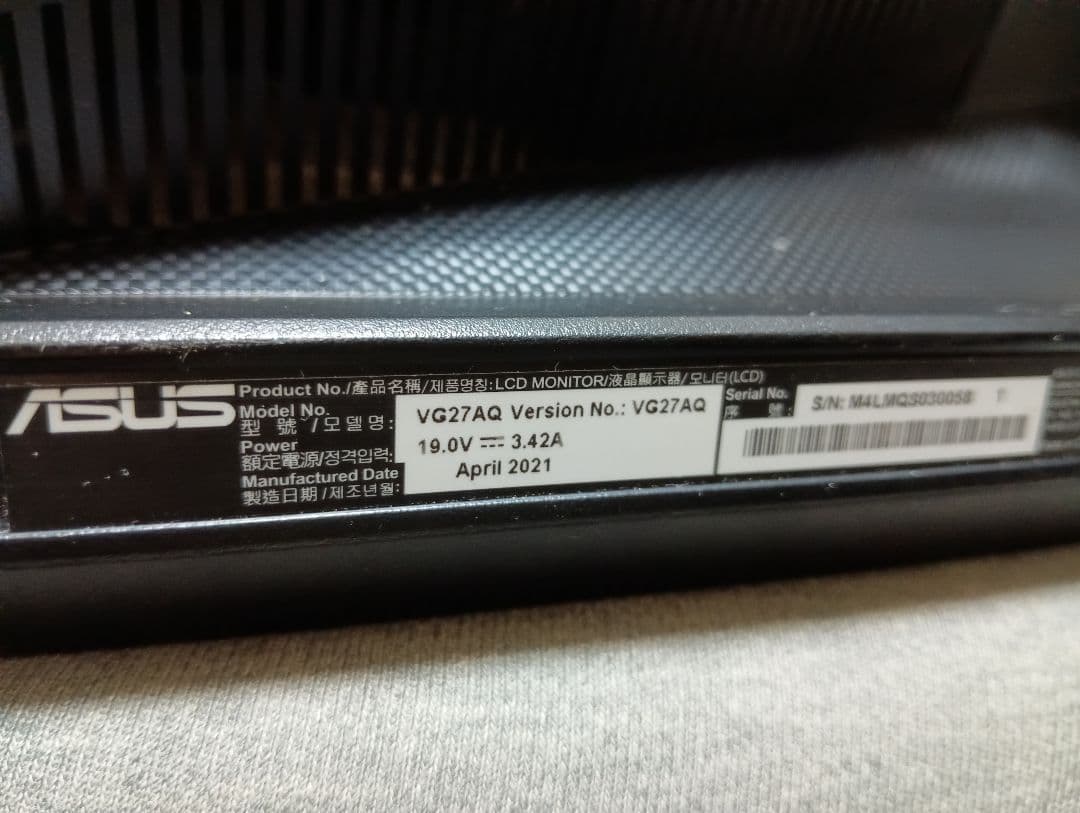 ASUS
Product No./產品名稱/제품명칭: LCD MONITOR/液晶顯示器/모니터(LCD)
Model No.
型 號 /모델명:
VG27AQ Version No.: VG27AQ
Power
額定電源/정격입력:
19.0V ⎓ 3.42A
Manufactured Date
製造日期/제조년월:
April 2021
Serial No.
序 號:
S/N: M4LMQS030058